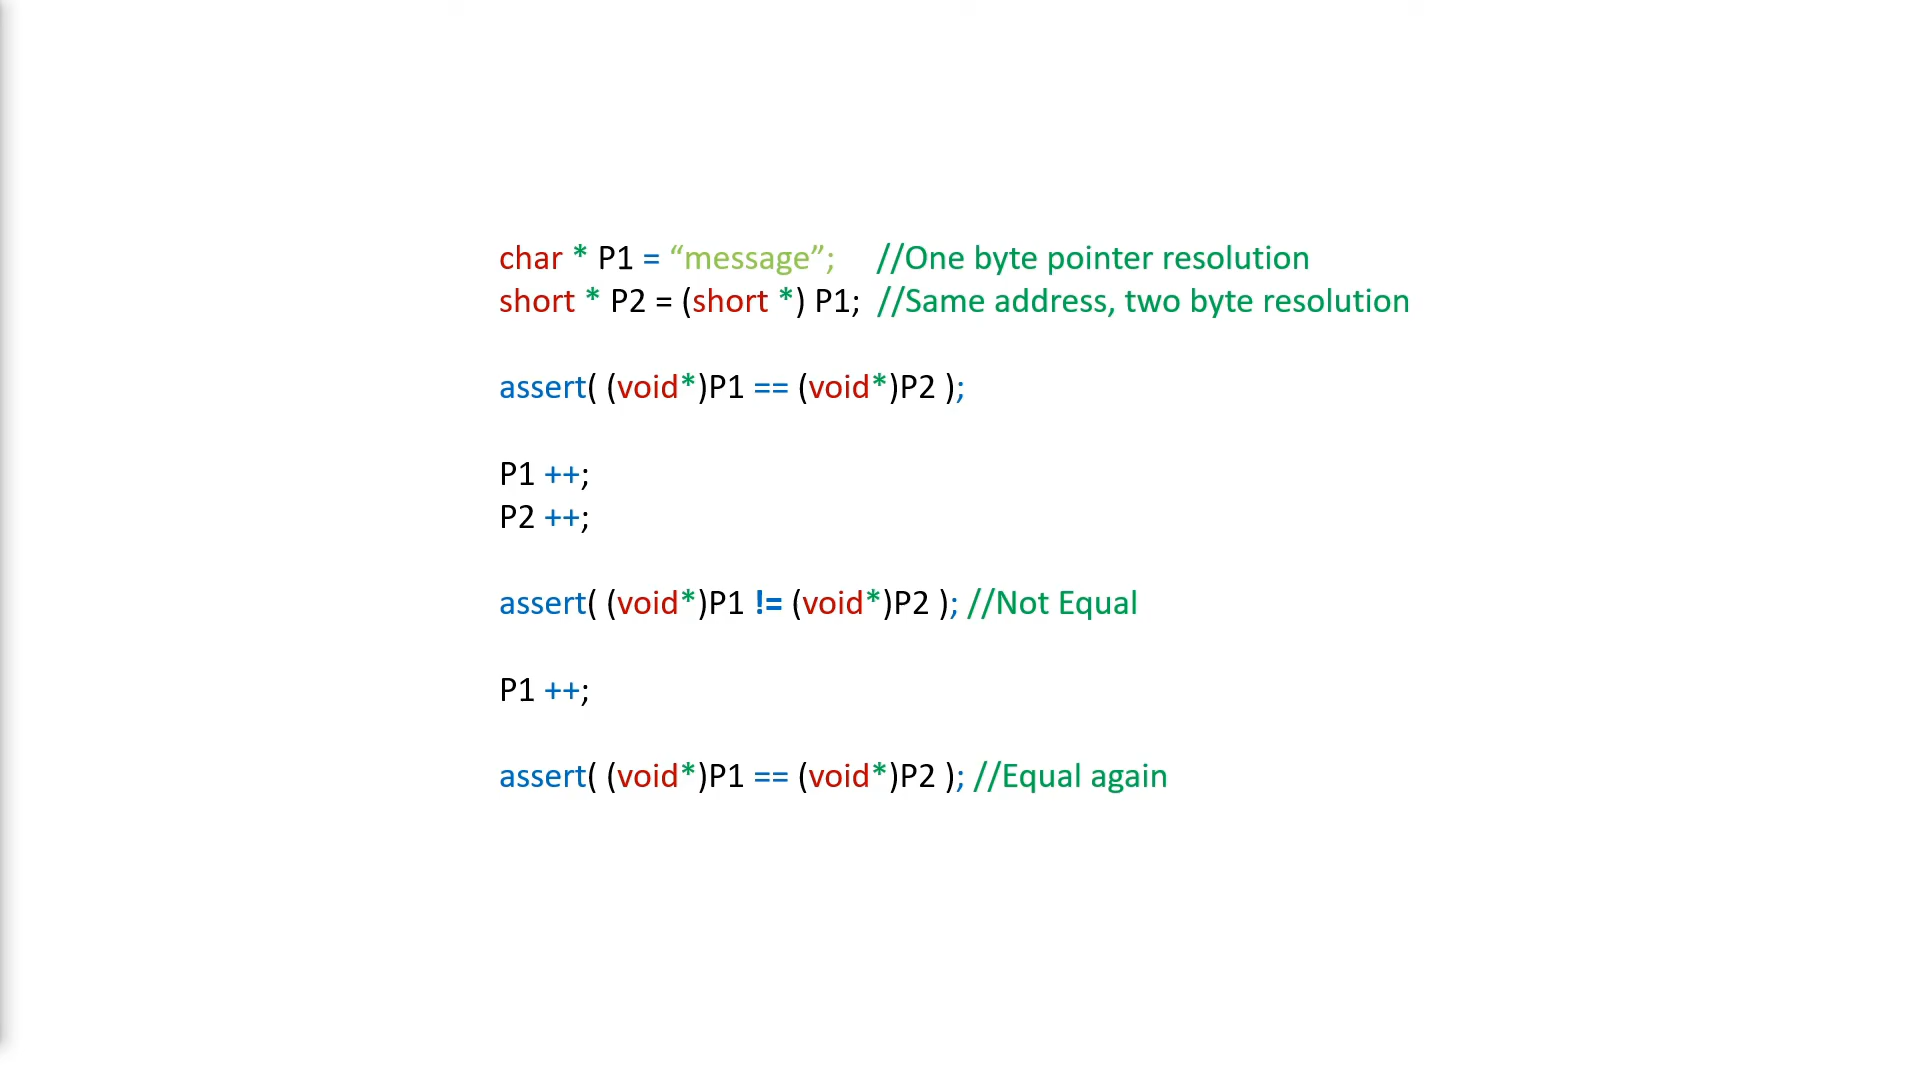 char * P1 = “message”; //One byte pointer resolution
short * P2 = (short *) P1; //Same address, two byte resolution
assert( (void*)P1 == (void*)P2 );
P1 ++;
P2 ++;
assert( (void*)P1 != (void*)P2 ); //Not Equal
P1 ++;
assert( (void*)P1 == (void*)P2 ); //Equal again